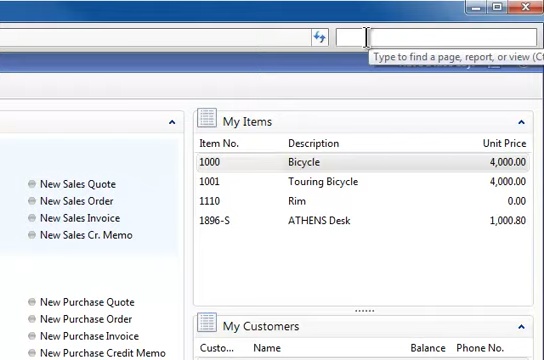 Type to find a page, report, or view (Ct
My Items
Item No. Description Unit Price
1000 Bicycle 4,000.00
1001 Touring Bicycle 4,000.00
1110 Rim 0.00
1896-S ATHENS Desk 1,000.80
New Sales Quote
New Sales Order
New Sales Invoice
New Sales Cr. Memo
New Purchase Quote
New Purchase Order
New Purchase Invoice
New Purchase Credit Memo
My Customers
Custo... Name Balance Phone No.